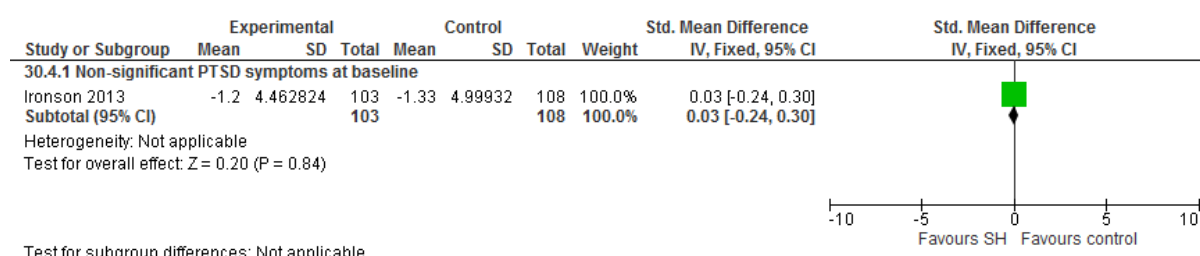 Experimental Control Std. Mean Difference Std. Mean Difference
Study or Subgroup Mean SD Total Mean SD Total Weight IV, Fixed, 95% CI IV, Fixed, 95% CI
30.4.1 Non-significant PTSD symptoms at baseline
Ironson 2013 -1.2 4.462824 103 -1.33 4.99932 108 100.0% 0.03 [-0.24, 0.30]
Subtotal (95% CI) 103 108 100.0% 0.03 [-0.24, 0.30]
Heterogeneity: Not applicable
Test for overall effect: Z = 0.20 (P = 0.84)
-10 -5 0 5 10
Favours SH Favours control
Test for subgroup differences: Not applicable